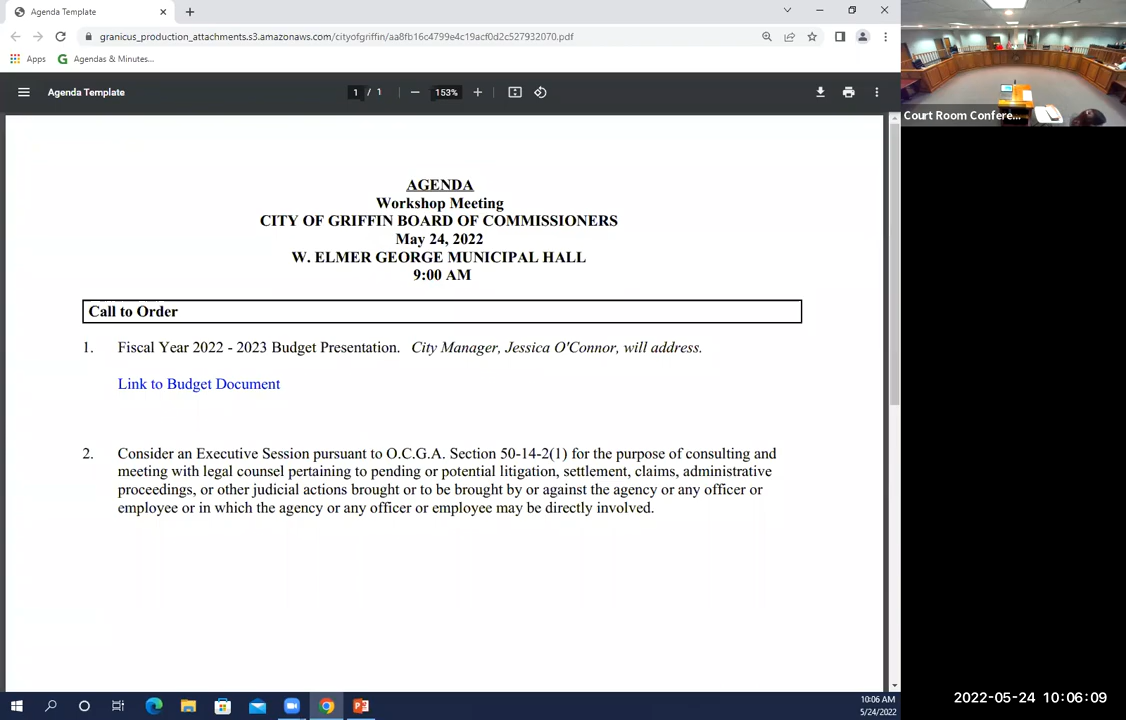 Agenda Template
granicus_production_attachments.s3.amazonaws.com/cityofgriffin/aa8fb16c4799e4c19acf0d2c527932070.pdf
Apps
Agendas & Minutes...
Agenda Template
1 / 1
153%
Court Room Confere...
AGENDA
Workshop Meeting
CITY OF GRIFFIN BOARD OF COMMISSIONERS
May 24, 2022
W. ELMER GEORGE MUNICIPAL HALL
9:00 AM
Call to Order
1. Fiscal Year 2022 - 2023 Budget Presentation. City Manager, Jessica O'Connor, will address.
Link to Budget Document
2. Consider an Executive Session pursuant to O.C.G.A. Section 50-14-2(1) for the purpose of consulting and
meeting with legal counsel pertaining to pending or potential litigation, settlement, claims, administrative
proceedings, or other judicial actions brought or to be brought by or against the agency or any officer or
employee or in which the agency or any officer or employee may be directly involved.
10:06 AM
5/24/2022
2022-05-24 10:06:09